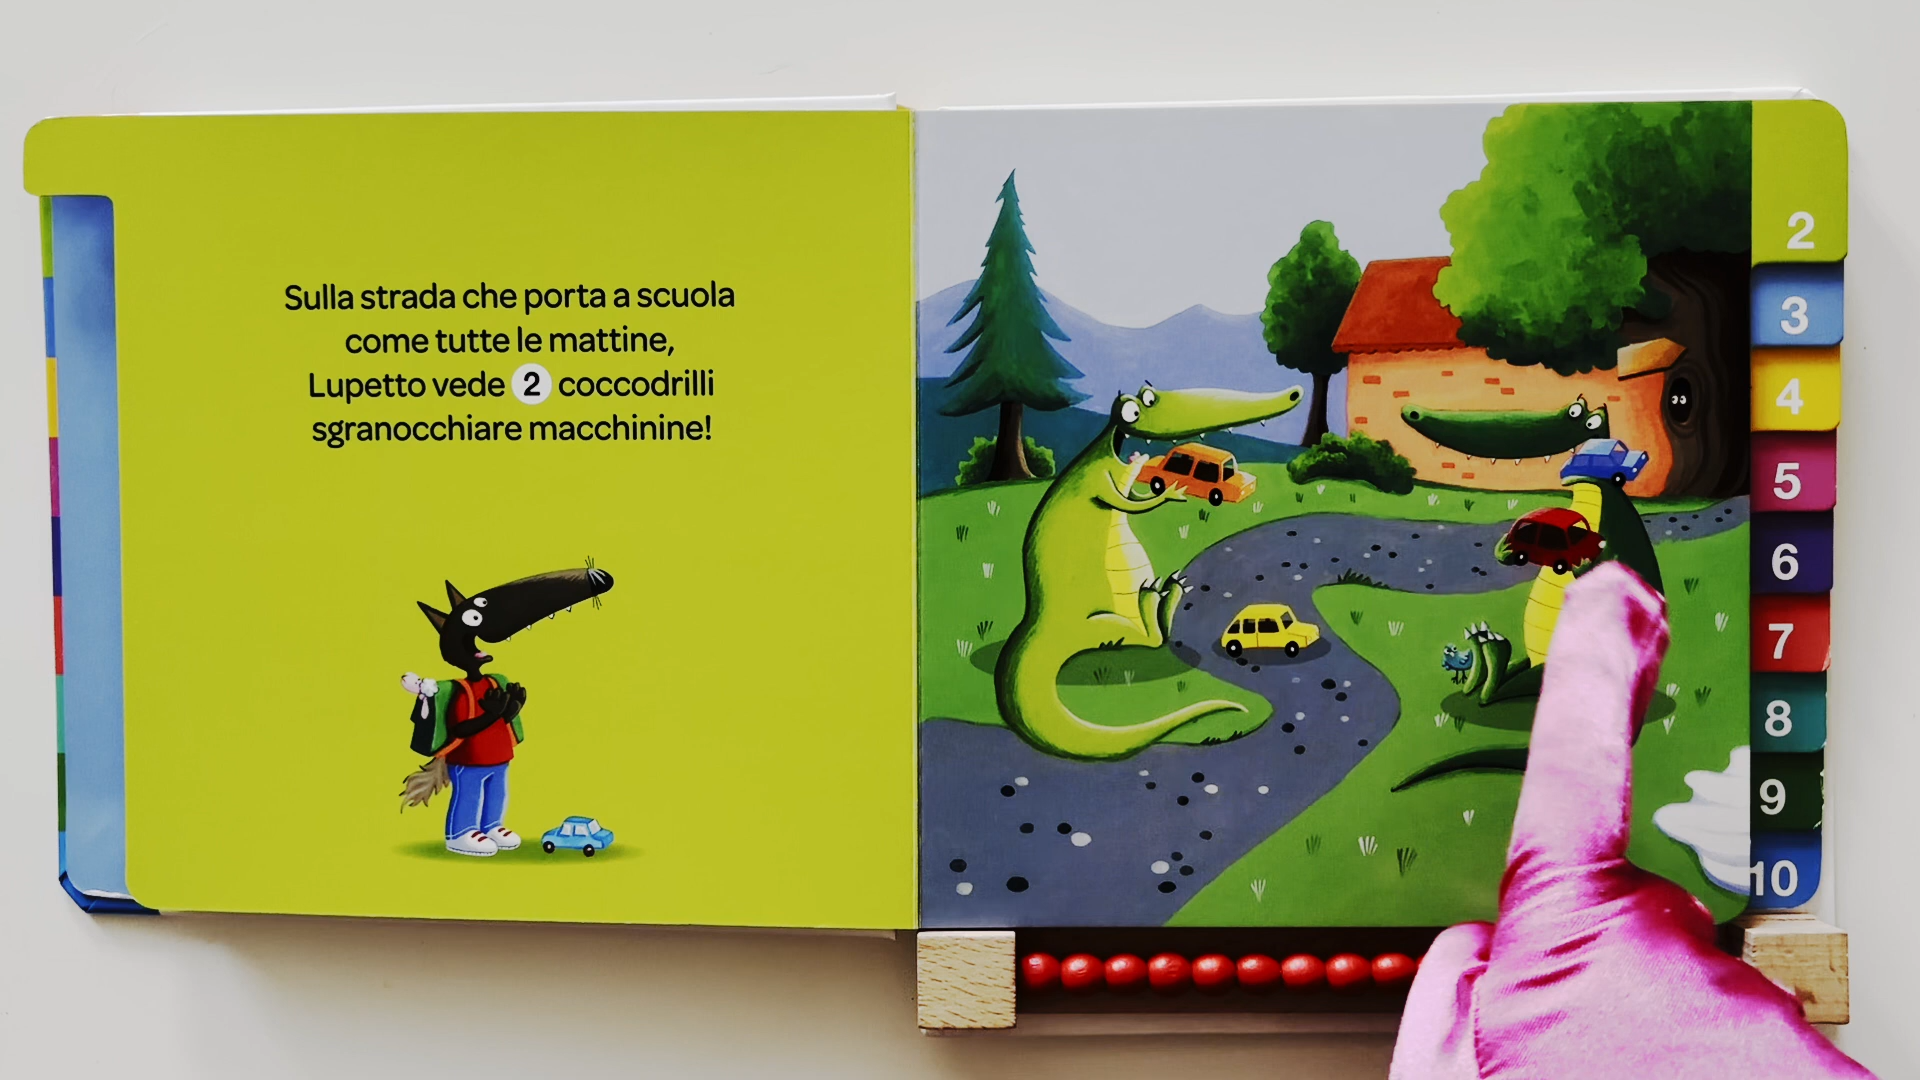 Sulla strada che porta a scuola
come tutte le mattine,
Lupetto vede 2 coccodrilli
sgranocchiare macchinine!
2
3
4
5
6
7
8
9
10